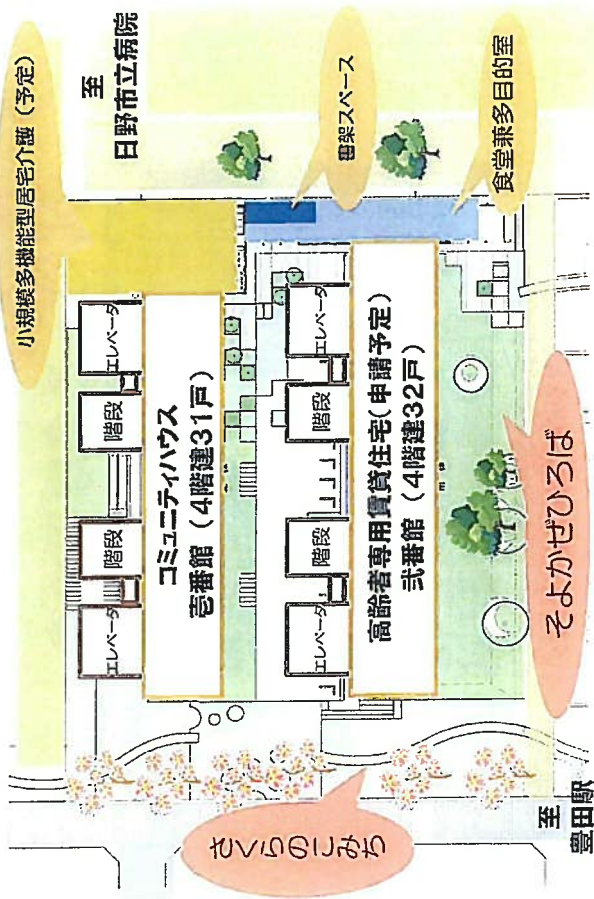 小規模多機能型居宅介護（予定）
至
日野市立病院
書架スペース
食堂兼多目的室
エレベータ
階段
階段
エレベータ
コミュニティハウス
壱番館（4階建31戸）
エレベータ
階段
階段
エレベータ
高齢者専用賃貸住宅（申請予定）
弐番館（4階建32戸）
そよかぜひろば
さくらのこみち
至
豊田駅